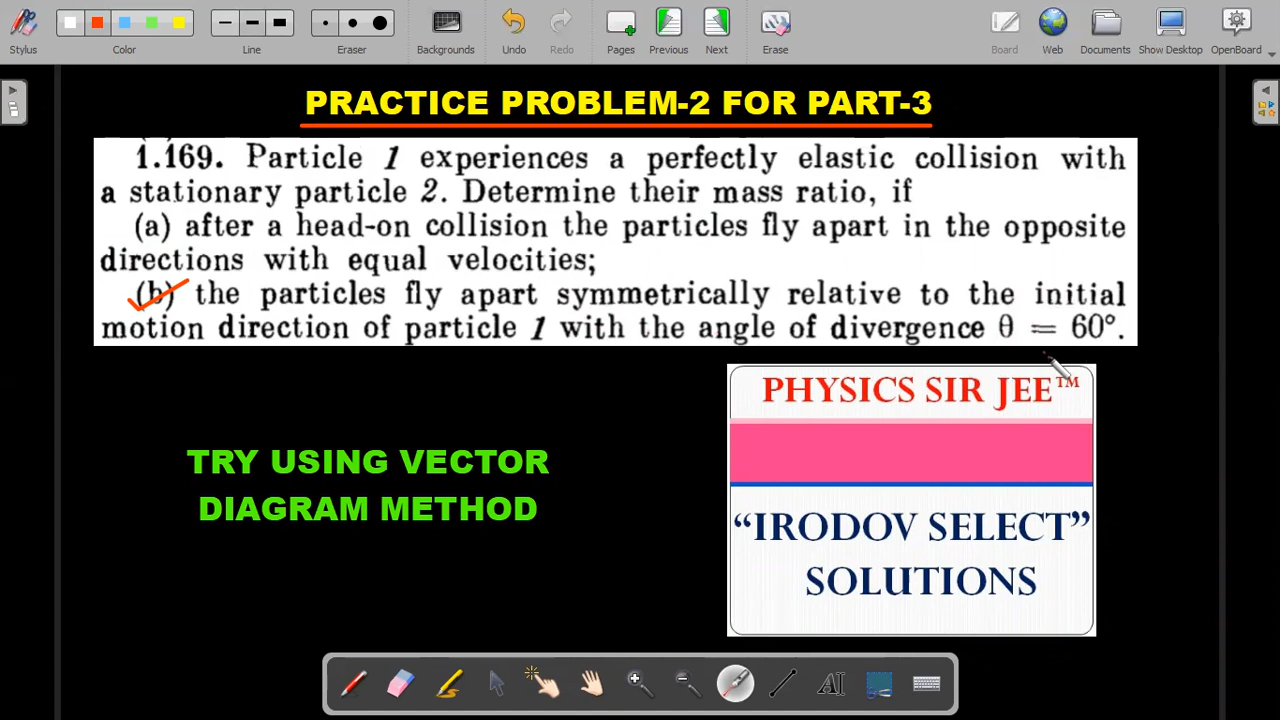 Stylus
Color
Line
Eraser
Backgrounds
Undo
Redo
Pages
Previous
Next
Erase
Board
Web
Documents
Show Desktop
OpenBoard
PRACTICE PROBLEM-2 FOR PART-3
1.169. Particle 1 experiences a perfectly elastic collision with
a stationary particle 2. Determine their mass ratio, if
(a) after a head-on collision the particles fly apart in the opposite
directions with equal velocities;
(b) the particles fly apart symmetrically relative to the initial
motion direction of particle 1 with the angle of divergence θ = 60°.
PHYSICS SIR JEE™
TRY USING VECTOR
DIAGRAM METHOD
“IRODOV SELECT”
SOLUTIONS
AI